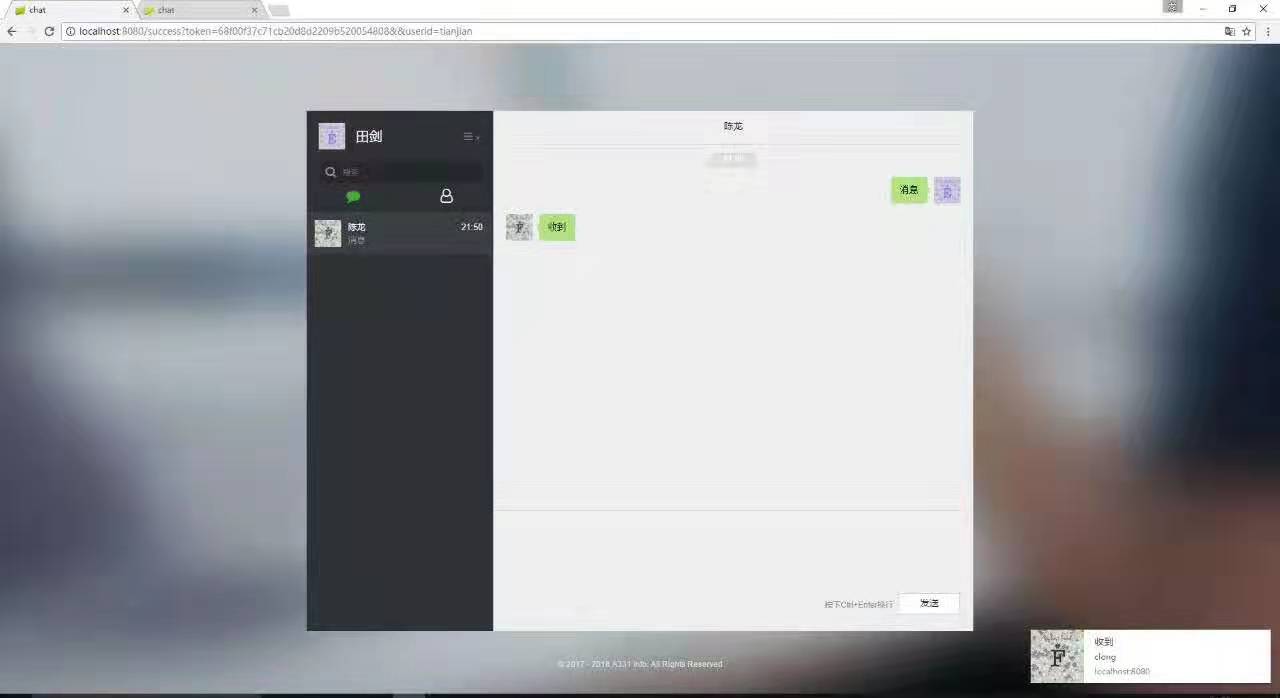 chat
chat
localhost:8080/success?token=68f00f37c71cb20d8d2209b520054808&&userid=tianjian
田剑
搜索
陈龙
21:50
消息
陈龙
消息
收到
按下Ctrl+Enter换行
发送
© 2017 - 2018 A331 Info. All Rights Reserved
收到
clong
localhost:8080